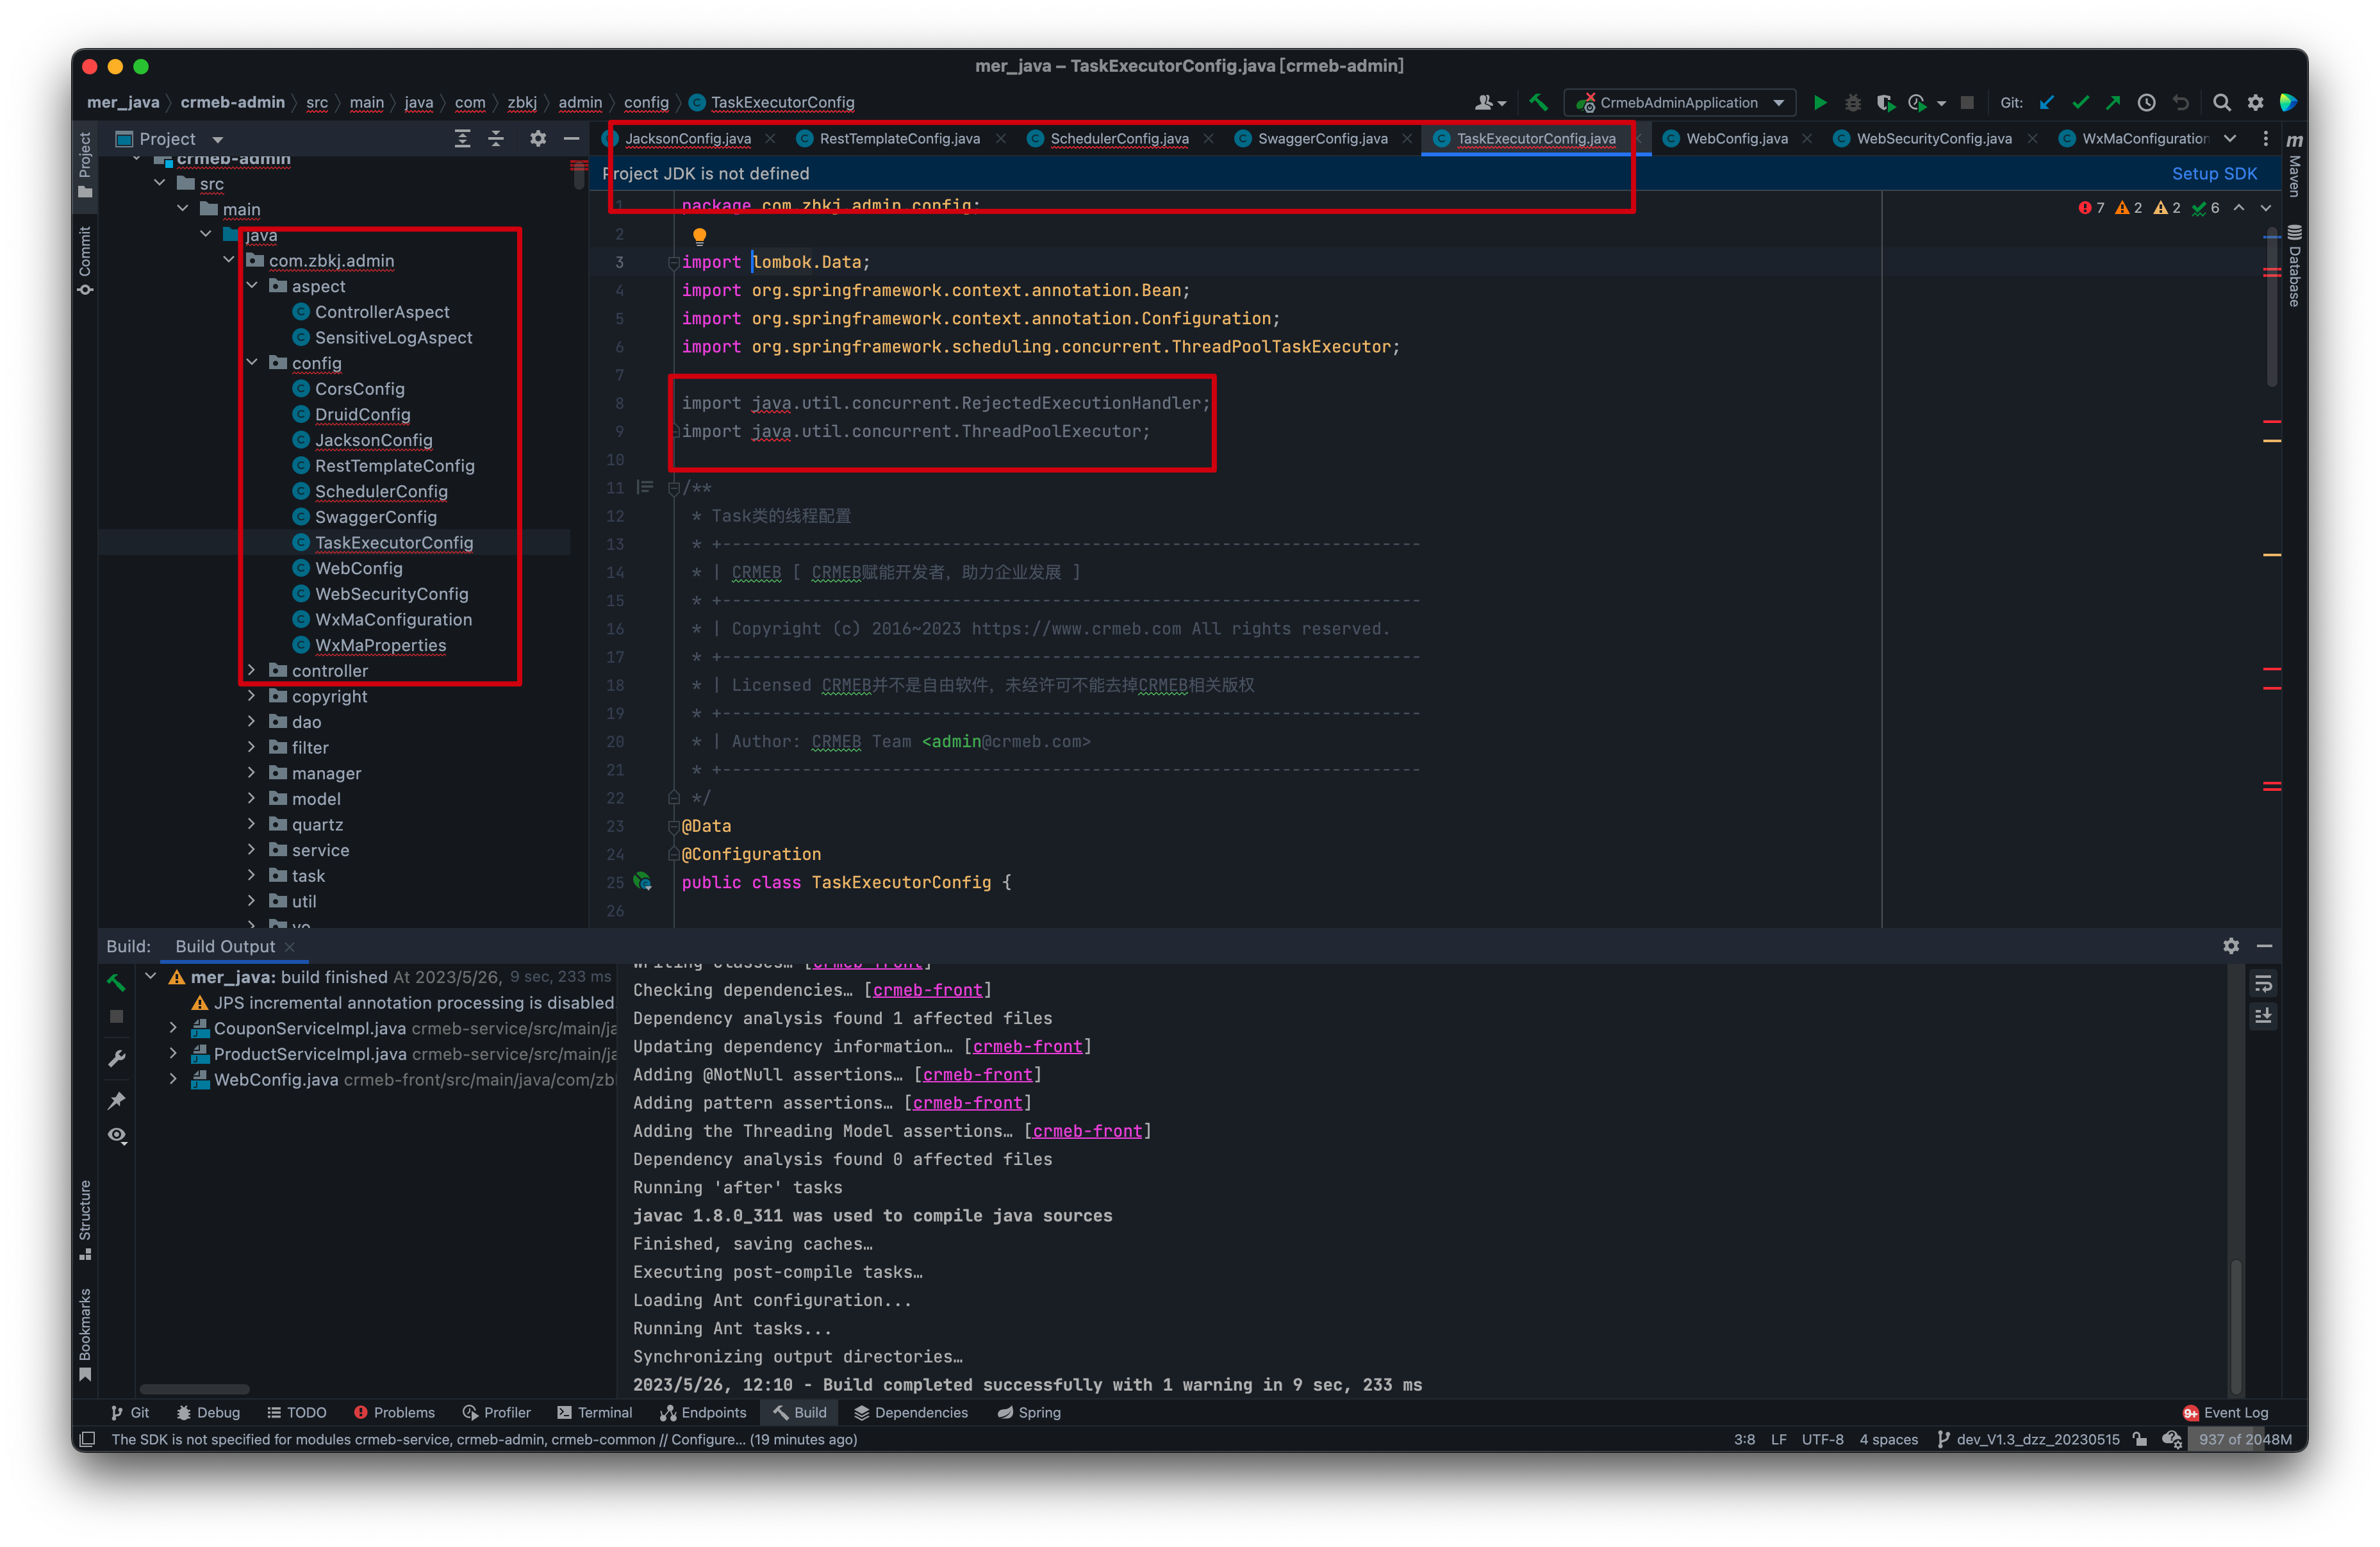 mer_java – TaskExecutorConfig.java [crmeb-admin]
mer_java 〉 crmeb-admin 〉 src 〉 main 〉 java 〉 com 〉 zbkj 〉 admin 〉 config 〉 TaskExecutorConfig
CrmebAdminApplication
Git:
Project
JacksonConfig.java
RestTemplateConfig.java
SchedulerConfig.java
SwaggerConfig.java
TaskExecutorConfig.java
WebConfig.java
WebSecurityConfig.java
WxMaConfiguration
Project JDK is not defined
Setup SDK
Project
Commit
Structure
Bookmarks
Maven
Database
crmeb-admin
src
main
java
com.zbkj.admin
aspect
ControllerAspect
SensitiveLogAspect
config
CorsConfig
DruidConfig
JacksonConfig
RestTemplateConfig
SchedulerConfig
SwaggerConfig
TaskExecutorConfig
WebConfig
WebSecurityConfig
WxMaConfiguration
WxMaProperties
controller
copyright
dao
filter
manager
model
quartz
service
task
util
vo
7 2 2 6
1 package com.zbkj.admin.config;
2
3 import lombok.Data;
4 import org.springframework.context.annotation.Bean;
5 import org.springframework.context.annotation.Configuration;
6 import org.springframework.scheduling.concurrent.ThreadPoolTaskExecutor;
7
8 import java.util.concurrent.RejectedExecutionHandler;
9 import java.util.concurrent.ThreadPoolExecutor;
10
11 /**
12 * Task类的线程配置
13 * +----------------------------------------------------------------------
14 * | CRMEB [ CRMEB赋能开发者，助力企业发展 ]
15 * +----------------------------------------------------------------------
16 * | Copyright (c) 2016~2023 https://www.crmeb.com All rights reserved.
17 * +----------------------------------------------------------------------
18 * | Licensed CRMEB并不是自由软件，未经许可不能去掉CRMEB相关版权
19 * +----------------------------------------------------------------------
20 * | Author: CRMEB Team <admin@crmeb.com>
21 * +----------------------------------------------------------------------
22 */
23 @Data
24 @Configuration
25 public class TaskExecutorConfig {
26
Build: Build Output
mer_java: build finished At 2023/5/26, 9 sec, 233 ms
JPS incremental annotation processing is disabled.
CouponServiceImpl.java crmeb-service/src/main/ja
ProductServiceImpl.java crmeb-service/src/main/ja
WebConfig.java crmeb-front/src/main/java/com/zb
Writing classes… [crmeb-front]
Checking dependencies… [crmeb-front]
Dependency analysis found 1 affected files
Updating dependency information… [crmeb-front]
Adding @NotNull assertions… [crmeb-front]
Adding pattern assertions… [crmeb-front]
Adding the Threading Model assertions… [crmeb-front]
Dependency analysis found 0 affected files
Running 'after' tasks
javac 1.8.0_311 was used to compile java sources
Finished, saving caches…
Executing post-compile tasks…
Loading Ant configuration...
Running Ant tasks...
Synchronizing output directories…
2023/5/26, 12:10 - Build completed successfully with 1 warning in 9 sec, 233 ms
Git Debug TODO Problems Profiler Terminal Endpoints Build Dependencies Spring
9+ Event Log
The SDK is not specified for modules crmeb-service, crmeb-admin, crmeb-common // Configure... (19 minutes ago)
3:8 LF UTF-8 4 spaces dev_V1.3_dzz_20230515 937 of 2048M